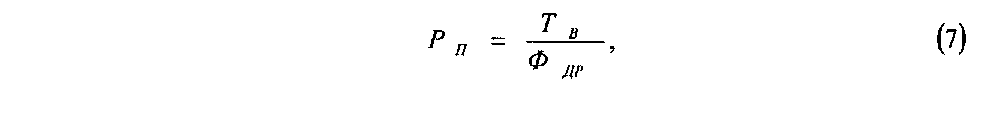 Р П = Т В / Ф ДР , (7)